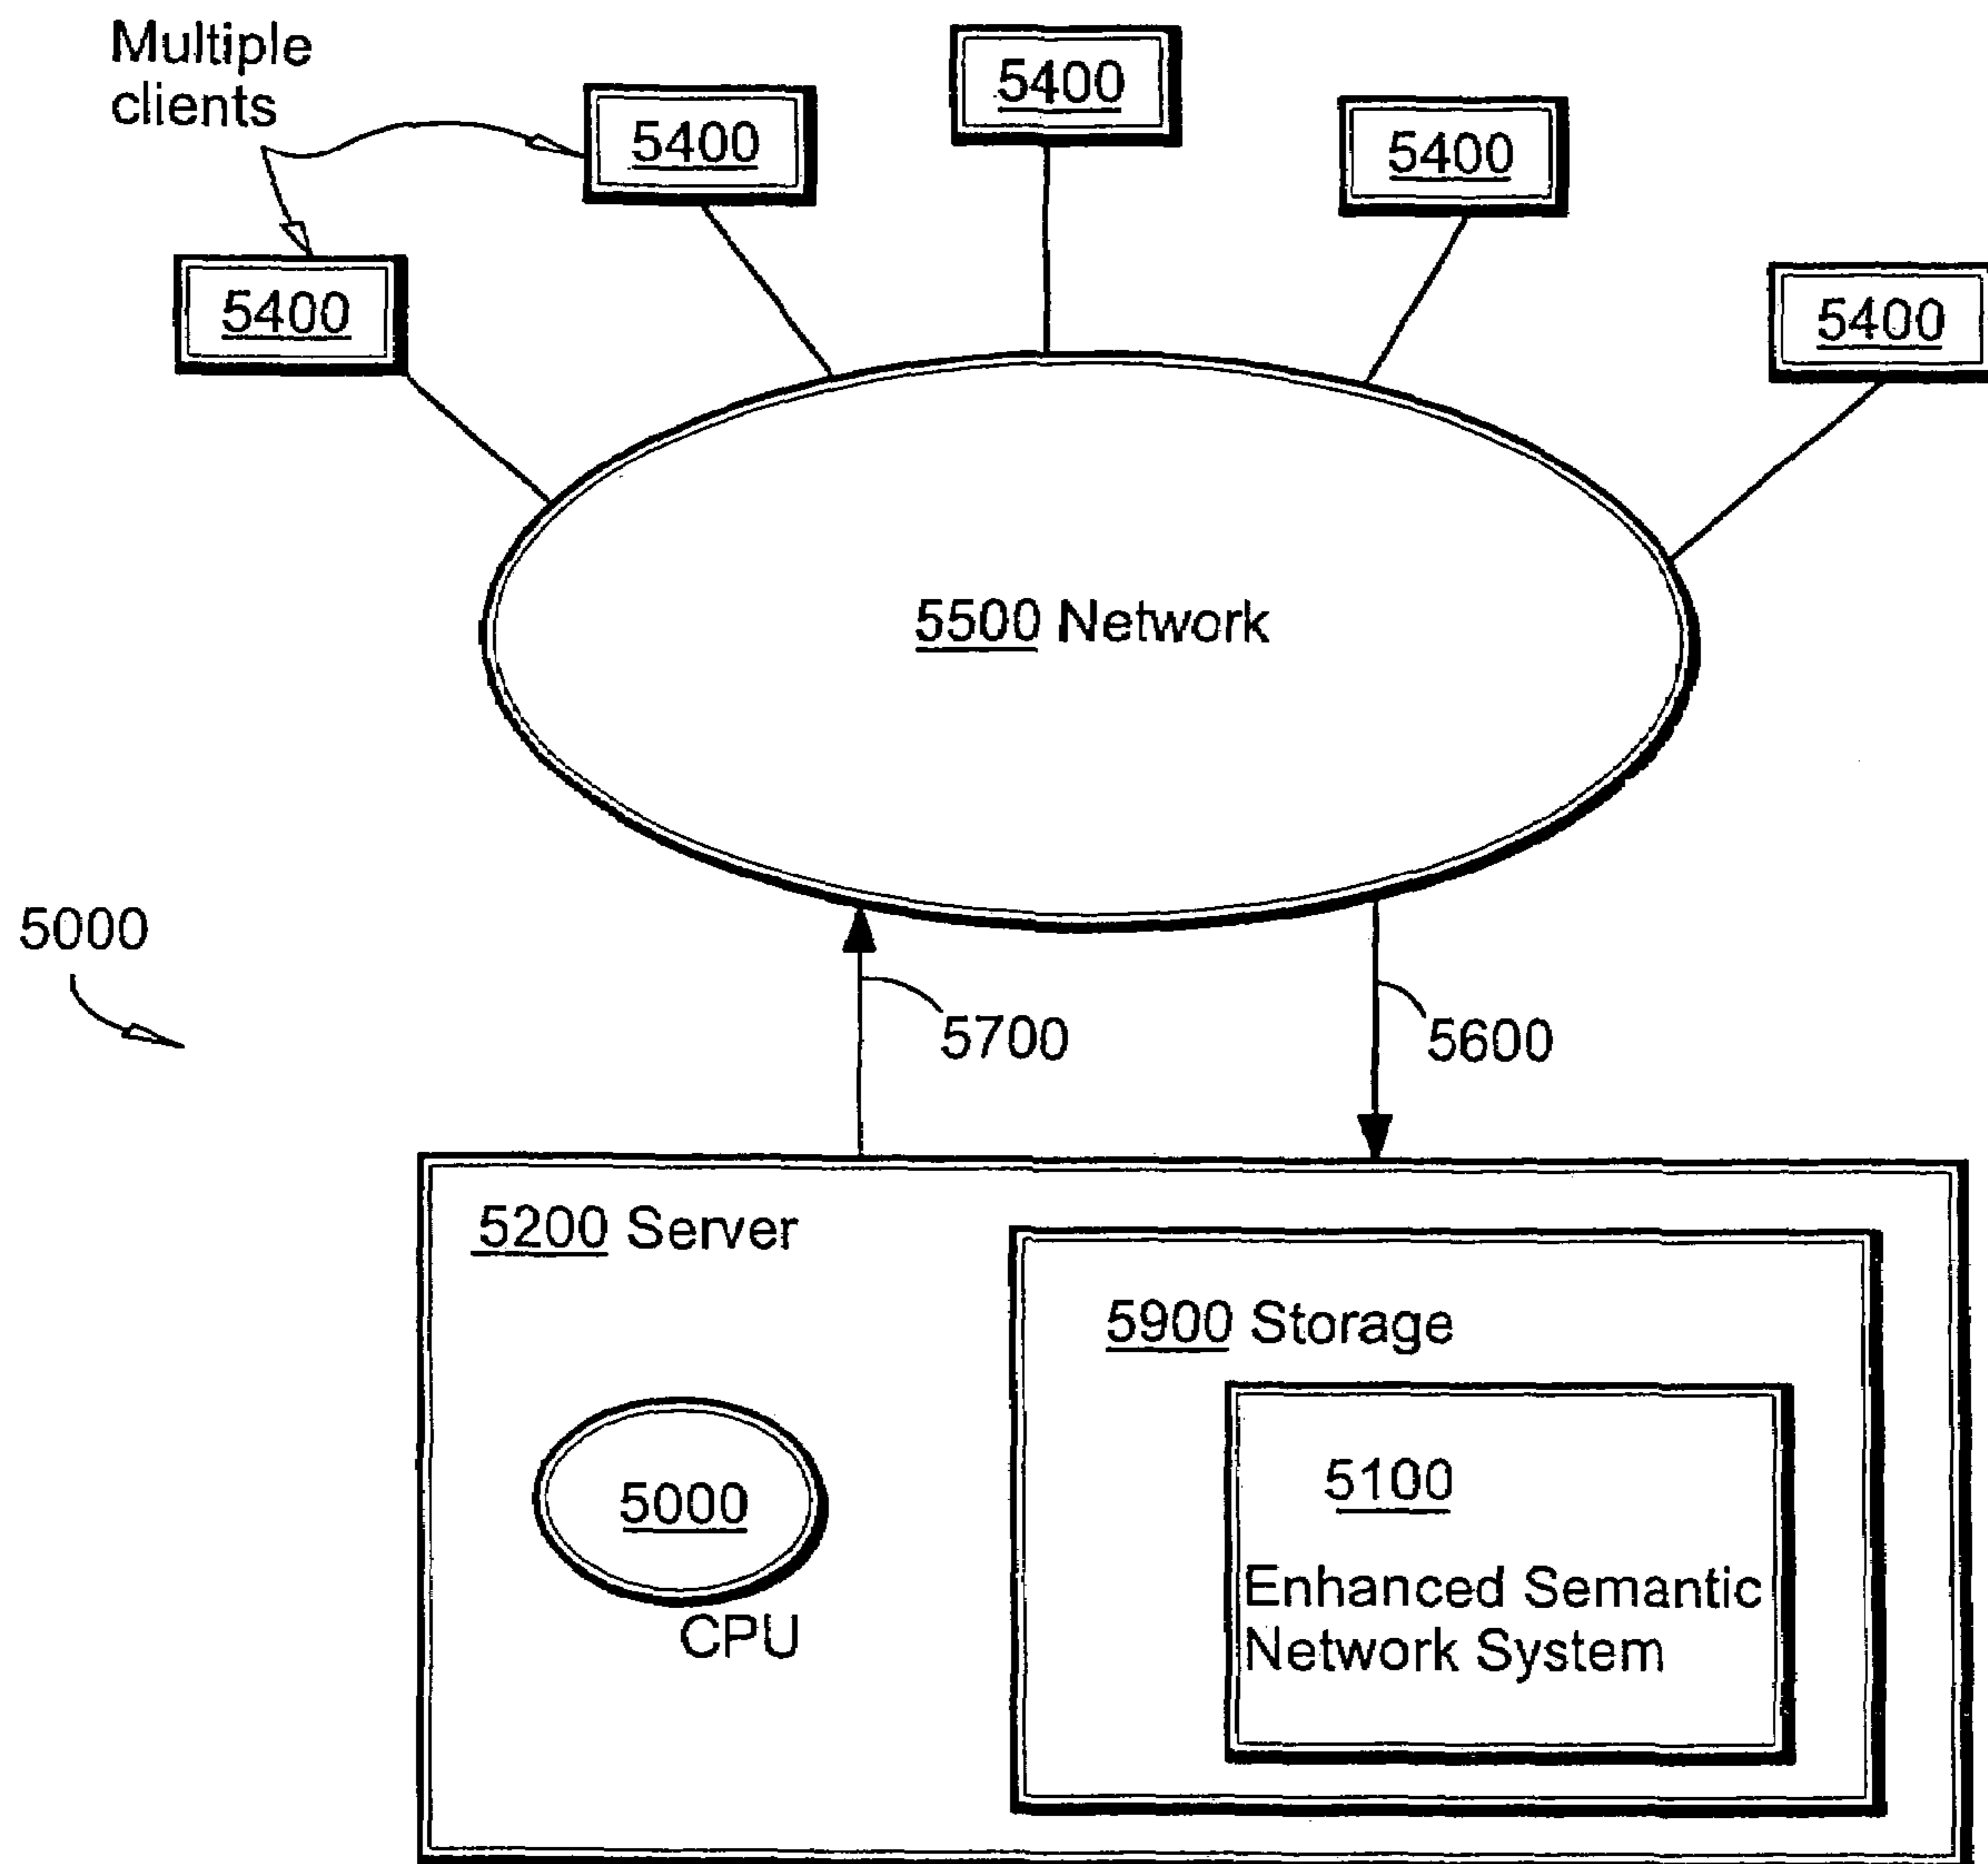 Multiple
clients
5400
5400
5400
5400
5400
5500 Network
5000
5700
5600
5200 Server
5900 Storage
5000
CPU
5100
Enhanced Semantic
Network System